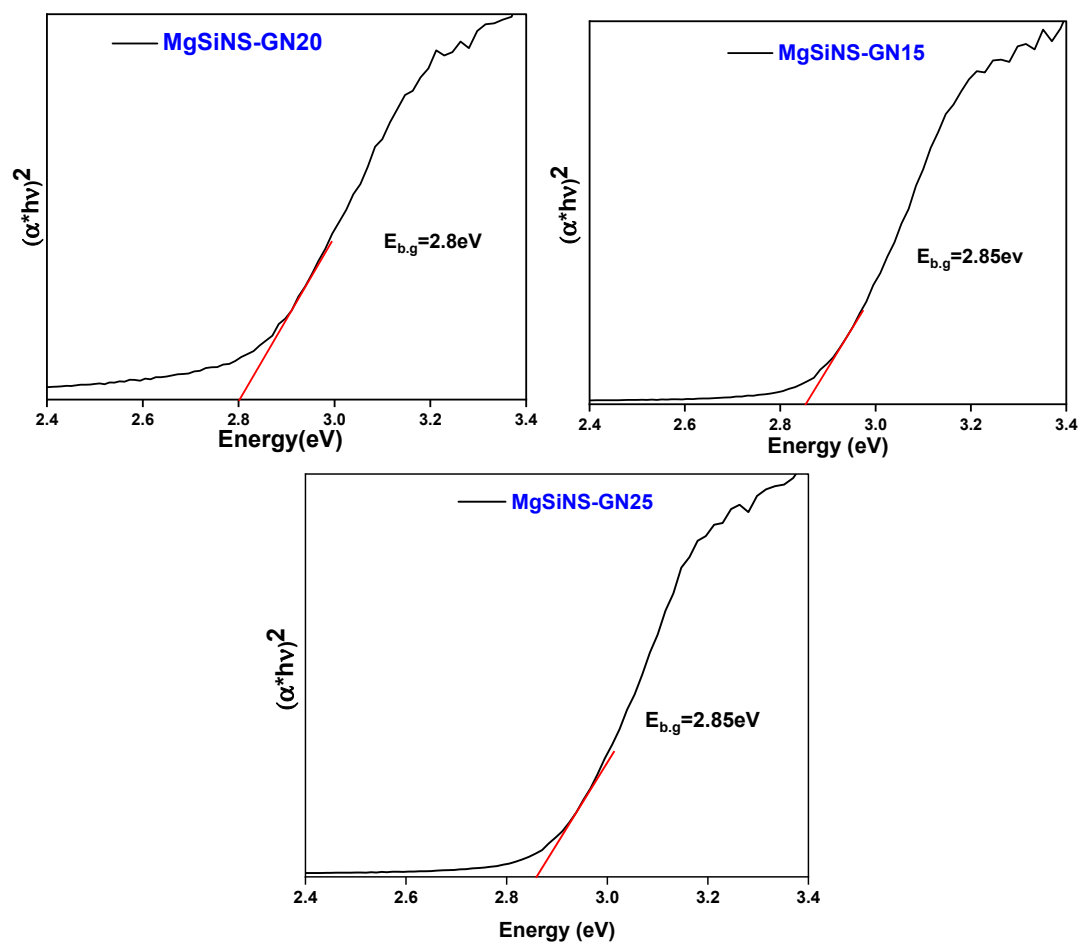 MgSiNS-GN20
(α*hν)2
Eb.g=2.8eV
2.4 2.6 2.8 3.0 3.2 3.4
Energy(eV)
MgSiNS-GN15
(α*hν)2
Eb.g=2.85ev
2.4 2.6 2.8 3.0 3.2 3.4
Energy (eV)
MgSiNS-GN25
(α*hν)2
Eb.g=2.85eV
2.4 2.6 2.8 3.0 3.2 3.4
Energy (eV)